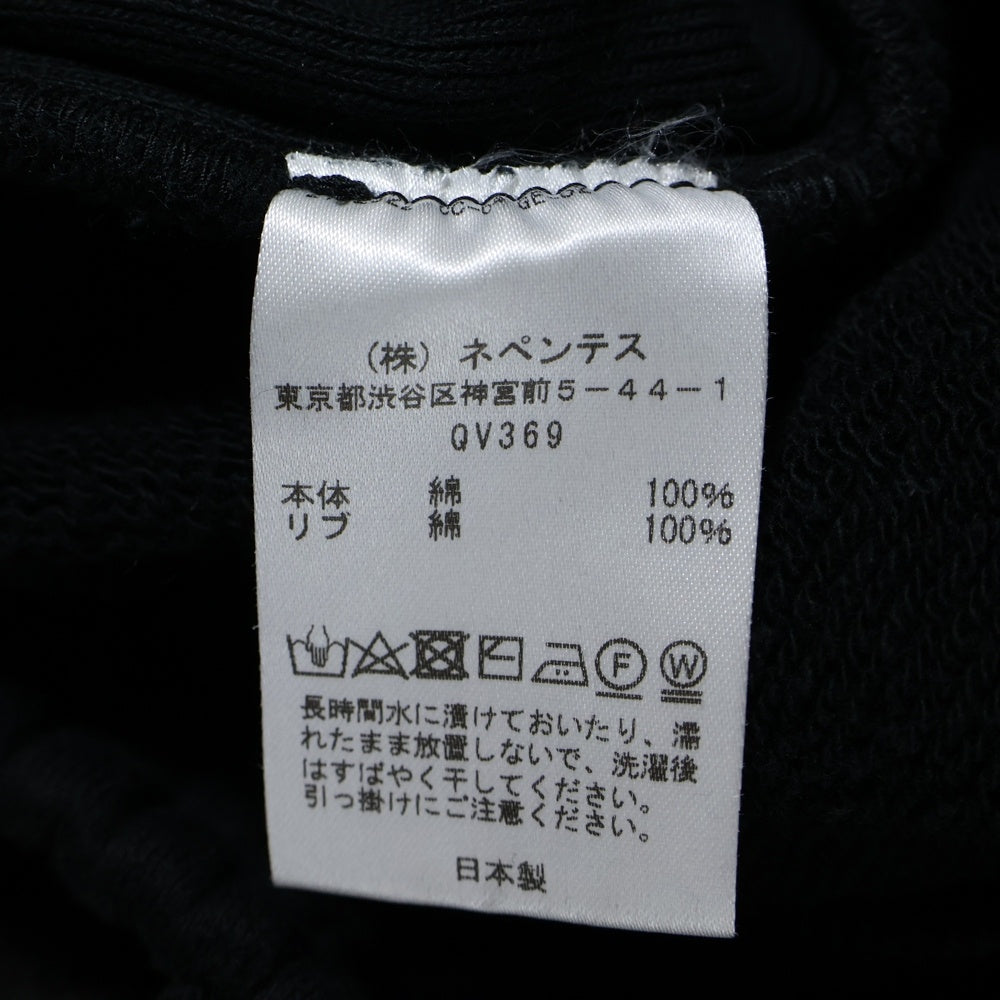 (株) ネペンテス
東京都渋谷区神宮前5-44-1
QV369
本体 綿 100%
リブ 綿 100%
F W
長時間水に漬けておいたり、濡
れたまま放置しないで、洗濯後
はすばやく干してください。
引っ掛けにご注意ください。
日本製